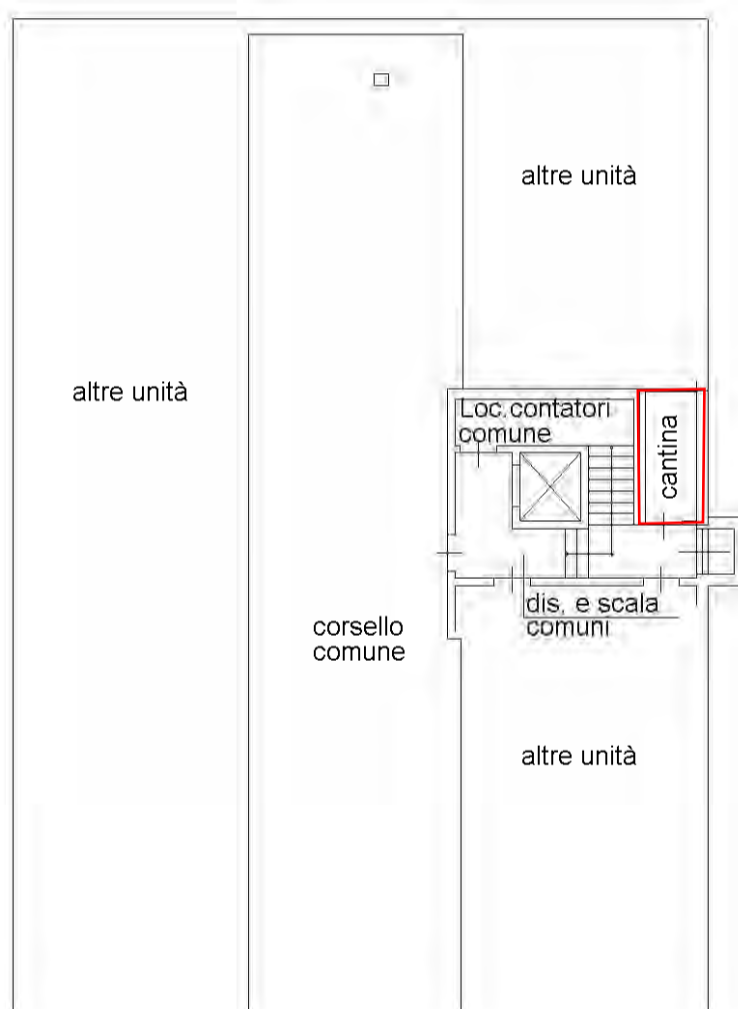 altre unità
altre unità
Loc.contatori
comune
cantina
dis. e scala
comuni
corsello
comune
altre unità